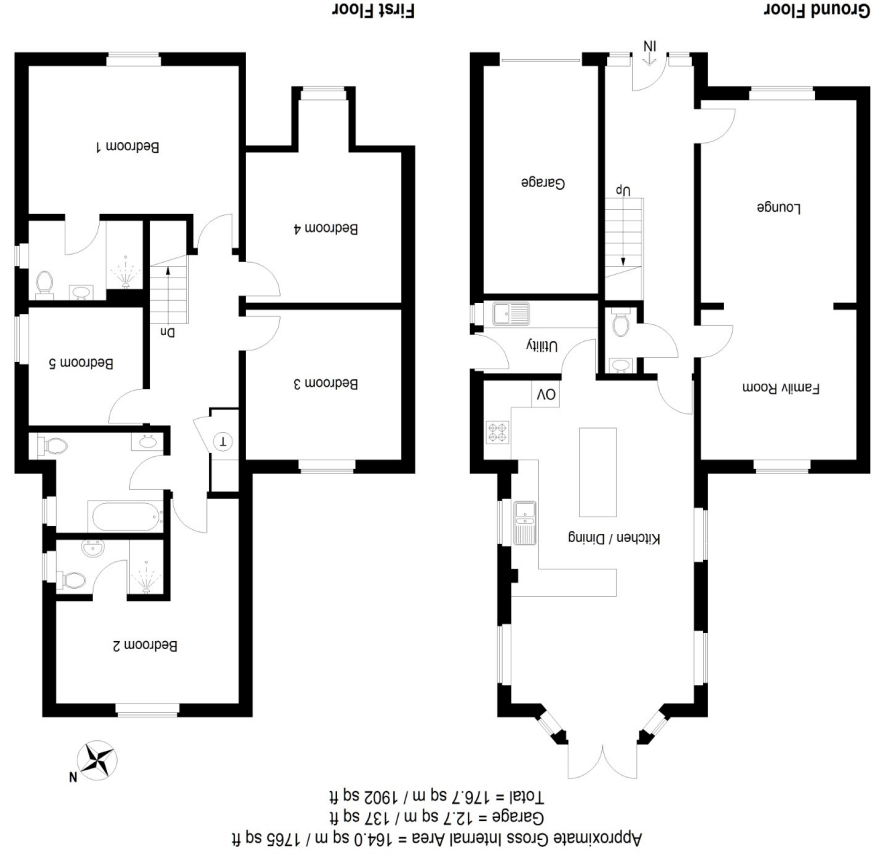 Approximate Gross Internal Area = 164.0 sq m / 1765 sq ft
Garage = 12.7 sq m / 137 sq ft
Total = 176.7 sq m / 1902 sq ft
N
Kitchen / Dining
OV
Family Room
Utility
Lounge
Up
Garage
IN
Ground Floor
Bedroom 2
T
Bedroom 3
Bedroom 5
Dn
Bedroom 4
Bedroom 1
First Floor